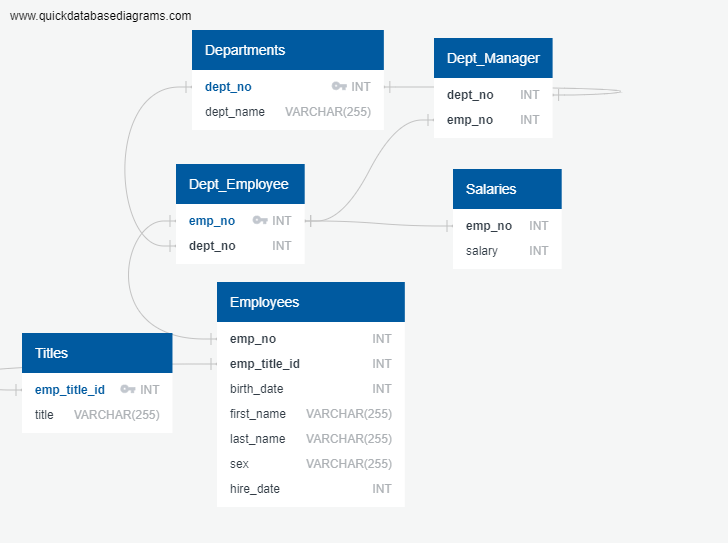 www.quickdatabasediagrams.com
Departments
dept_no INT
dept_name VARCHAR(255)
Dept_Manager
dept_no INT
emp_no INT
Dept_Employee
emp_no INT
dept_no INT
Salaries
emp_no INT
salary INT
Employees
emp_no INT
emp_title_id INT
birth_date INT
first_name VARCHAR(255)
last_name VARCHAR(255)
sex VARCHAR(255)
hire_date INT
Titles
emp_title_id INT
title VARCHAR(255)